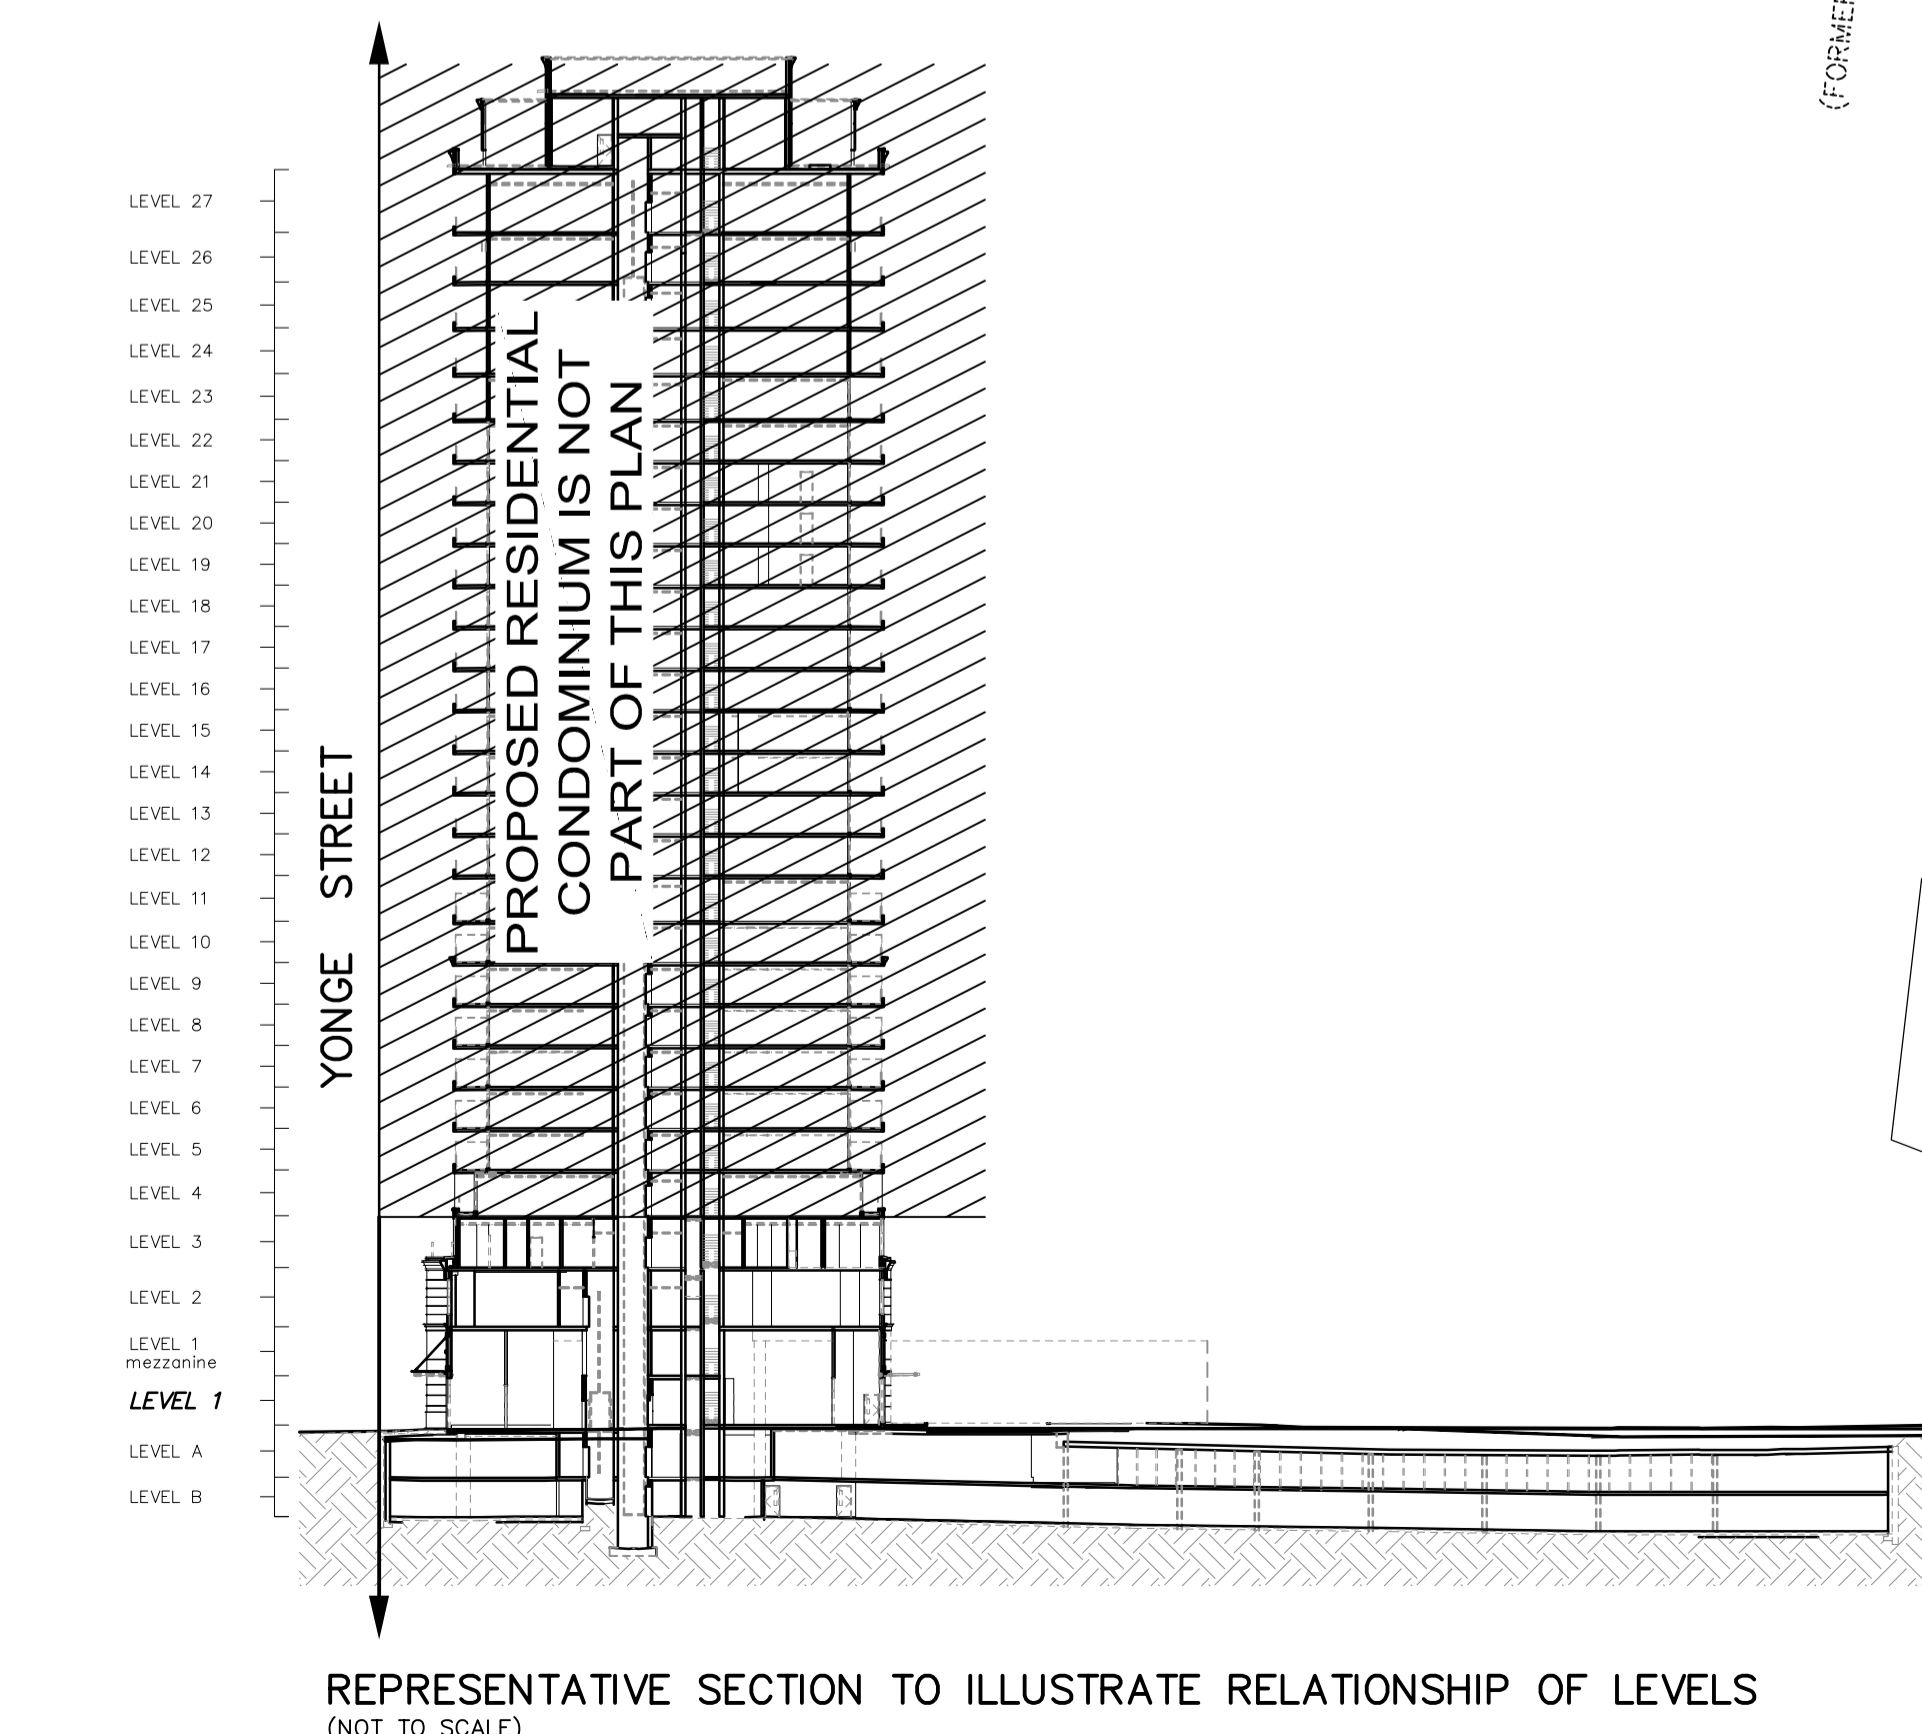 (FORMER
LEVEL 27
LEVEL 26
LEVEL 25
LEVEL 24
LEVEL 23
LEVEL 22
LEVEL 21
LEVEL 20
LEVEL 19
LEVEL 18
LEVEL 17
LEVEL 16
LEVEL 15
LEVEL 14
LEVEL 13
LEVEL 12
LEVEL 11
LEVEL 10
LEVEL 9
LEVEL 8
LEVEL 7
LEVEL 6
LEVEL 5
LEVEL 4
LEVEL 3
LEVEL 2
LEVEL 1
mezzanine
LEVEL 1
LEVEL A
LEVEL B
YONGE STREET
PROPOSED RESIDENTIAL
CONDOMINIUM IS NOT
PART OF THIS PLAN
REPRESENTATIVE SECTION TO ILLUSTRATE RELATIONSHIP OF LEVELS
(NOT TO SCALE)